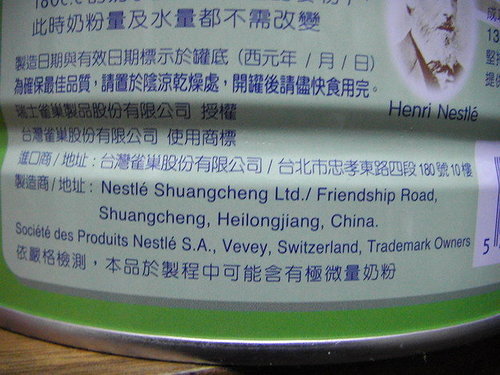 此時奶粉量及水量都不需改變
製造日期與有效日期標示於罐底 (西元年 / 月 / 日)
為確保最佳品質，請置於陰涼乾燥處，開罐後請儘快食用完。
Henri Nestlé
瑞士雀巢製品股份有限公司 授權
台灣雀巢股份有限公司 使用商標
進口商 / 地址：台灣雀巢股份有限公司 / 台北市忠孝東路四段180號10樓
製造商 / 地址：Nestlé Shuangcheng Ltd./ Friendship Road,
Shuangcheng, Heilongjiang, China.
Société des Produits Nestlé S.A., Vevey, Switzerland, Trademark Owners
依嚴格檢測，本品於製程中可能含有極微量奶粉
13
5